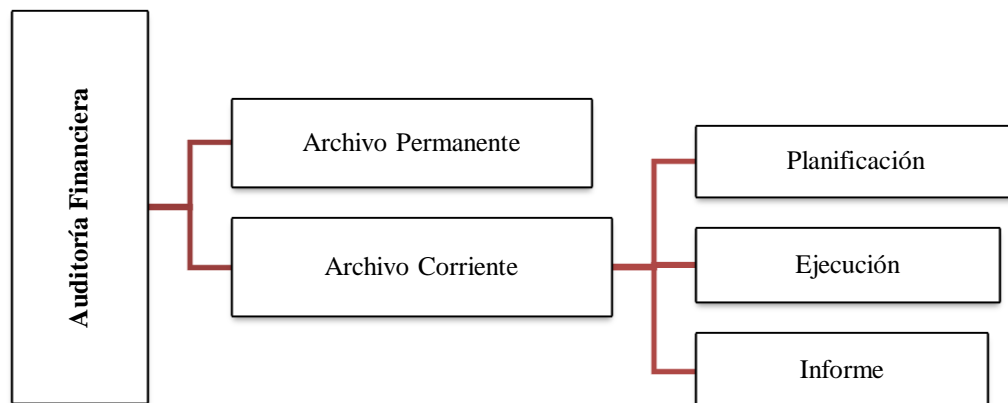 Auditoría Financiera
Archivo Permanente
Archivo Corriente
Planificación
Ejecución
Informe